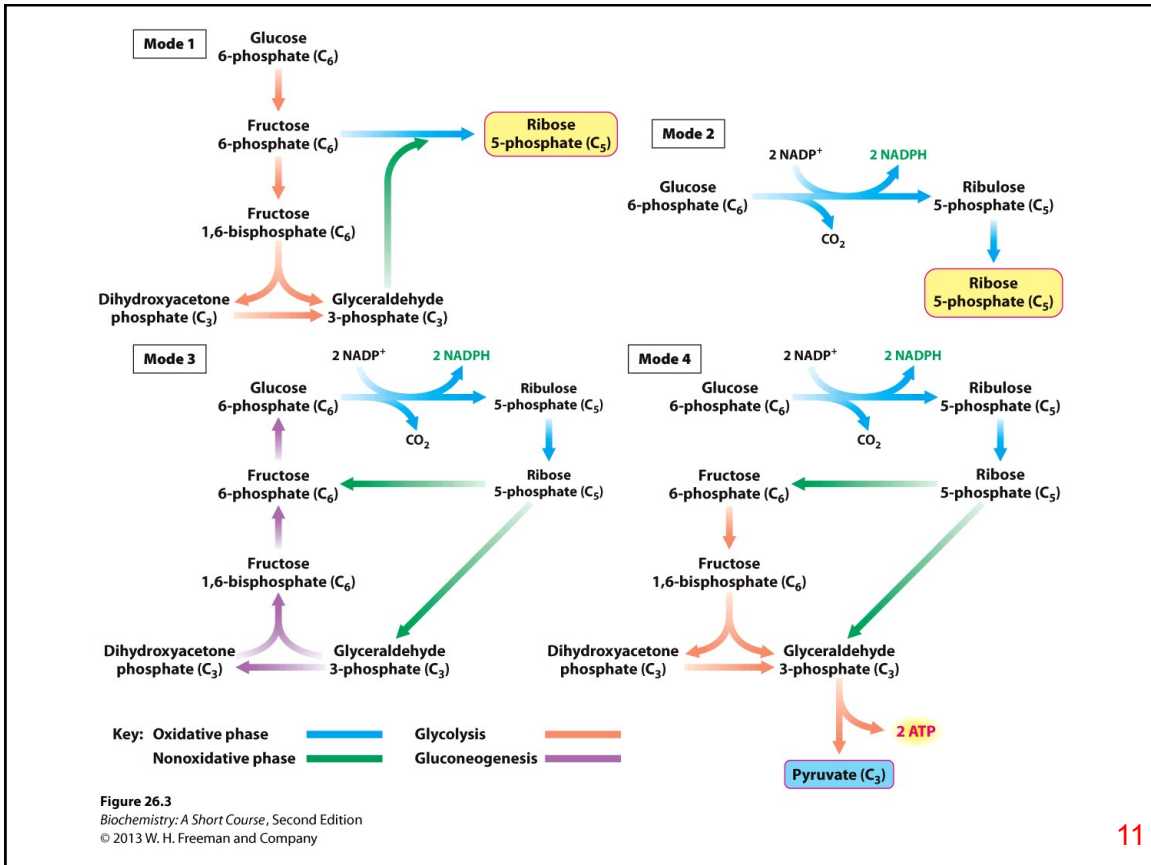 Mode 1
Glucose
6-phosphate (C₆)
Fructose
6-phosphate (C₆)
Ribose
5-phosphate (C₅)
Fructose
1,6-bisphosphate (C₆)
Dihydroxyacetone
phosphate (C₃)
Glyceraldehyde
3-phosphate (C₃)
Mode 2
2 NADP⁺
2 NADPH
Glucose
6-phosphate (C₆)
CO₂
Ribulose
5-phosphate (C₅)
Ribose
5-phosphate (C₅)
Mode 3
2 NADP⁺
2 NADPH
Glucose
6-phosphate (C₆)
CO₂
Ribulose
5-phosphate (C₅)
Fructose
6-phosphate (C₆)
Ribose
5-phosphate (C₅)
Fructose
1,6-bisphosphate (C₆)
Dihydroxyacetone
phosphate (C₃)
Glyceraldehyde
3-phosphate (C₃)
Mode 4
2 NADP⁺
2 NADPH
Glucose
6-phosphate (C₆)
CO₂
Ribulose
5-phosphate (C₅)
Fructose
6-phosphate (C₆)
Ribose
5-phosphate (C₅)
Fructose
1,6-bisphosphate (C₆)
Dihydroxyacetone
phosphate (C₃)
Glyceraldehyde
3-phosphate (C₃)
2 ATP
Pyruvate (C₃)
Key: Oxidative phase
Glycolysis
Nonoxidative phase
Gluconeogenesis
Figure 26.3
Biochemistry: A Short Course, Second Edition
© 2013 W. H. Freeman and Company
11